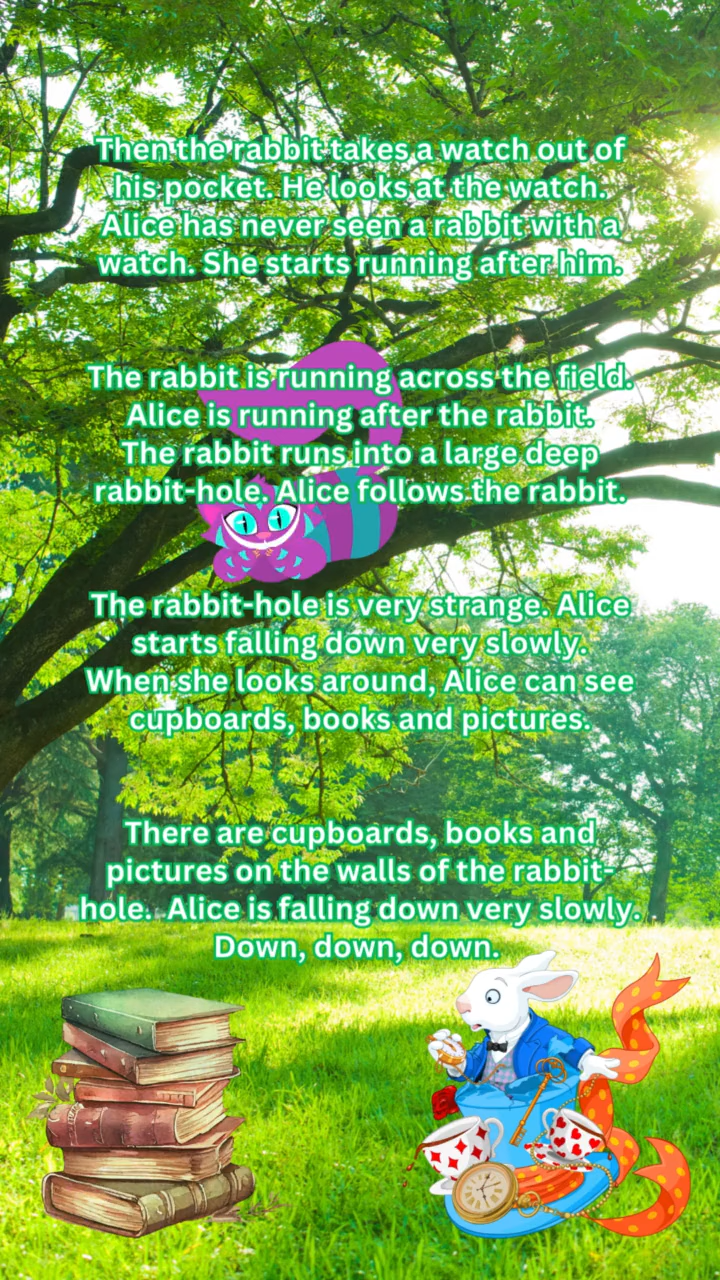 Then the rabbit takes a watch out of
his pocket. He looks at the watch.
Alice has never seen a rabbit with a
watch. She starts running after him.
The rabbit is running across the field.
Alice is running after the rabbit.
The rabbit runs into a large deep
rabbit-hole. Alice follows the rabbit.
The rabbit-hole is very strange. Alice
starts falling down very slowly.
When she looks around, Alice can see
cupboards, books and pictures.
There are cupboards, books and
pictures on the walls of the rabbit-
hole.  Alice is falling down very slowly.
Down, down, down.